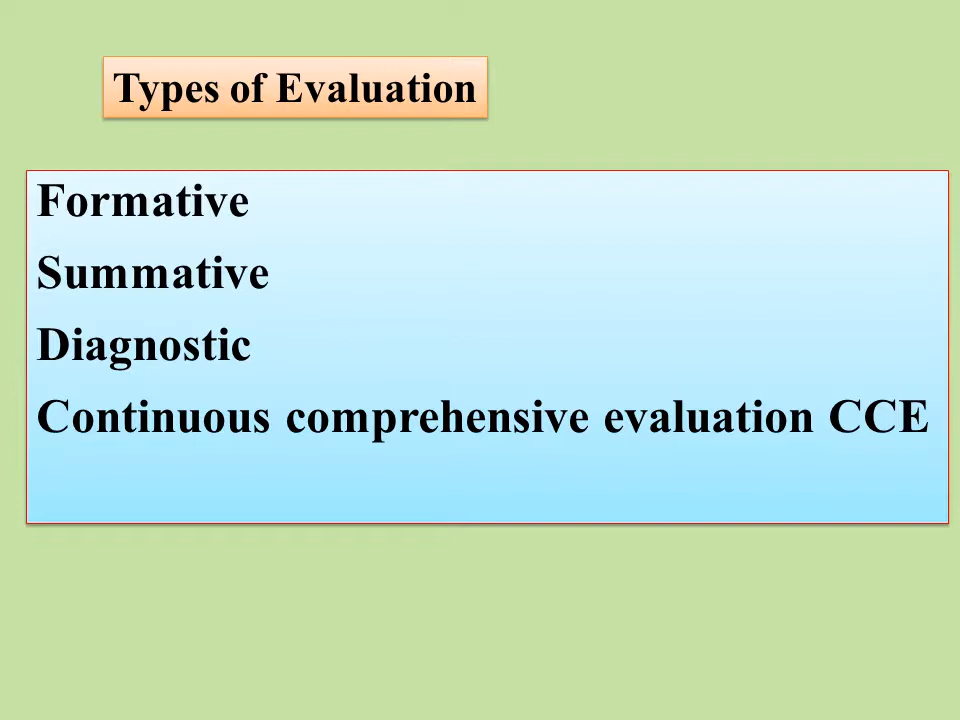 Types of Evaluation
Formative
Summative
Diagnostic
Continuous comprehensive evaluation CCE